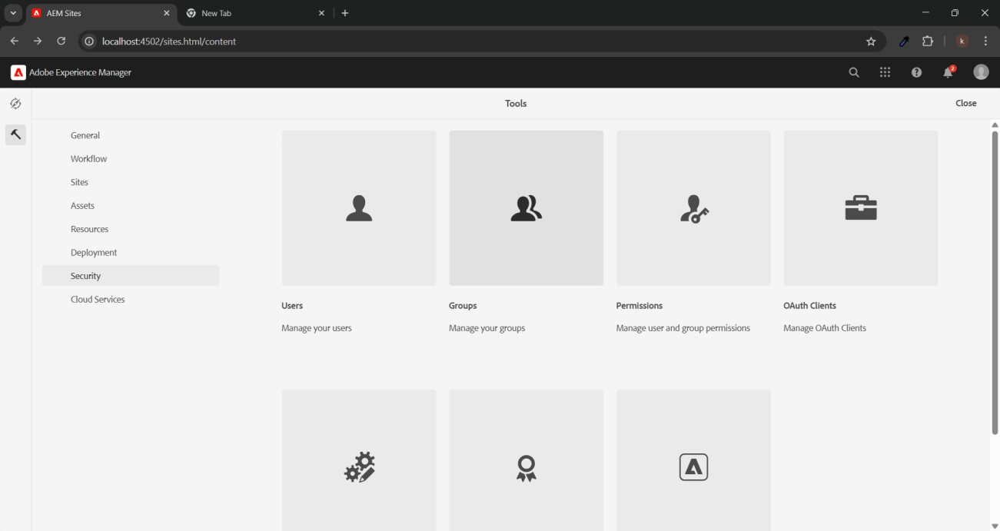 AEM Sites
New Tab
localhost:4502/sites.html/content
k
Adobe Experience Manager
2
Tools
Close
General
Workflow
Sites
Assets
Resources
Deployment
Security
Cloud Services
Users
Manage your users
Groups
Manage your groups
Permissions
Manage user and group permissions
OAuth Clients
Manage OAuth Clients